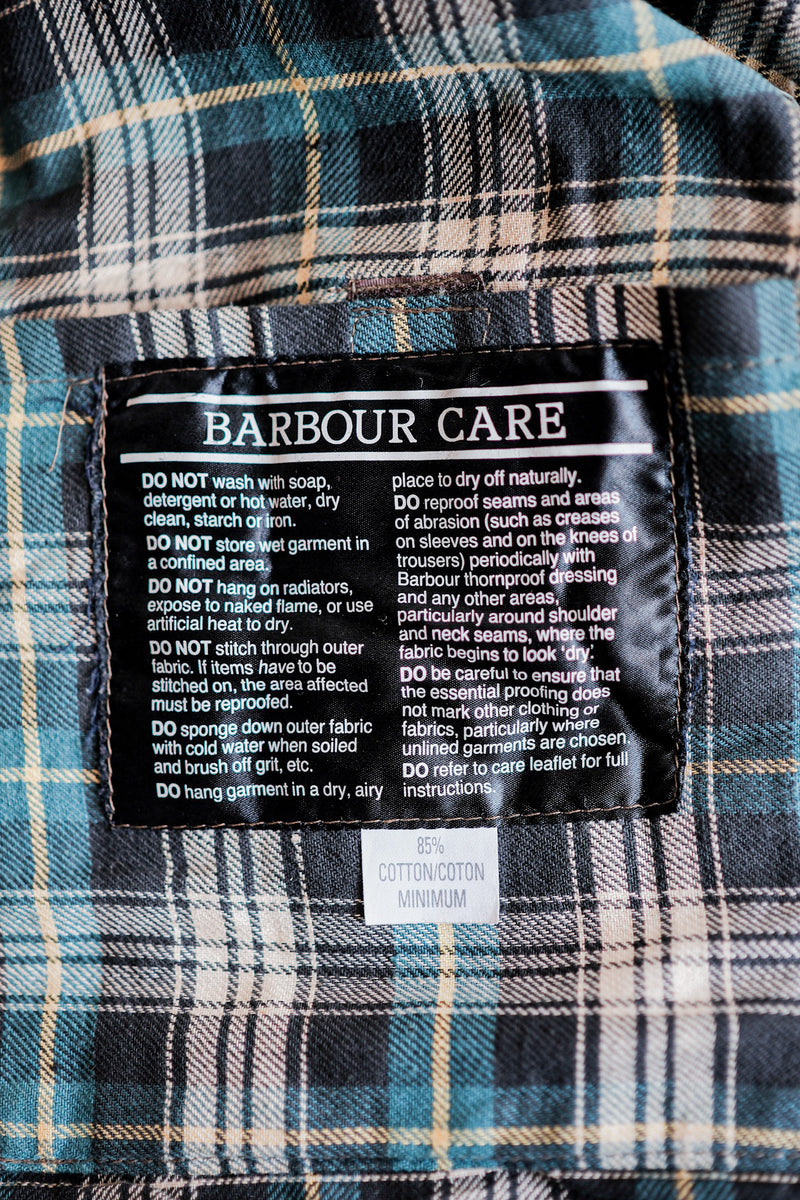 BARBOUR CARE
DO NOT wash with soap,
detergent or hot water, dry
clean, starch or iron.
DO NOT store wet garment in
a confined area.
DO NOT hang on radiators,
expose to naked flame, or use
artificial heat to dry.
DO NOT stitch through outer
fabric. If items have to be
stitched on, the area affected
must be reproofed.
DO sponge down outer fabric
with cold water when soiled
and brush off grit, etc.
DO hang garment in a dry, airy
place to dry off naturally.
DO reproof seams and areas
of abrasion (such as creases
on sleeves and on the knees of
trousers) periodically with
Barbour thornproof dressing
and any other areas,
particularly around shoulder
and neck seams, where the
fabric begins to look 'dry'.
DO be careful to ensure that
the essential proofing does
not mark other clothing or
fabrics, particularly where
unlined garments are chosen.
DO refer to care leaflet for full
instructions.
85%
COTTON/COTON
MINIMUM